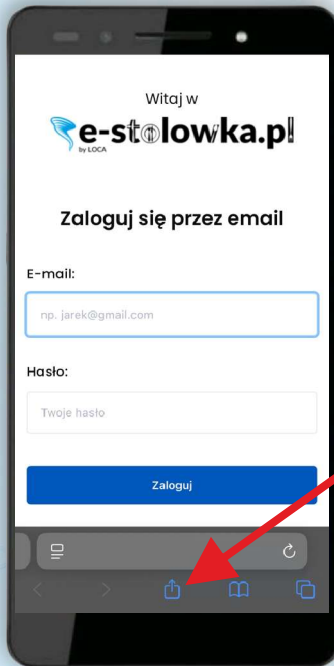 Witaj w
e-stolowka.pl
by LOCA
Zaloguj się przez email
E-mail:
np. jarek@gmail.com
Hasło:
Twoje hasło
Zaloguj